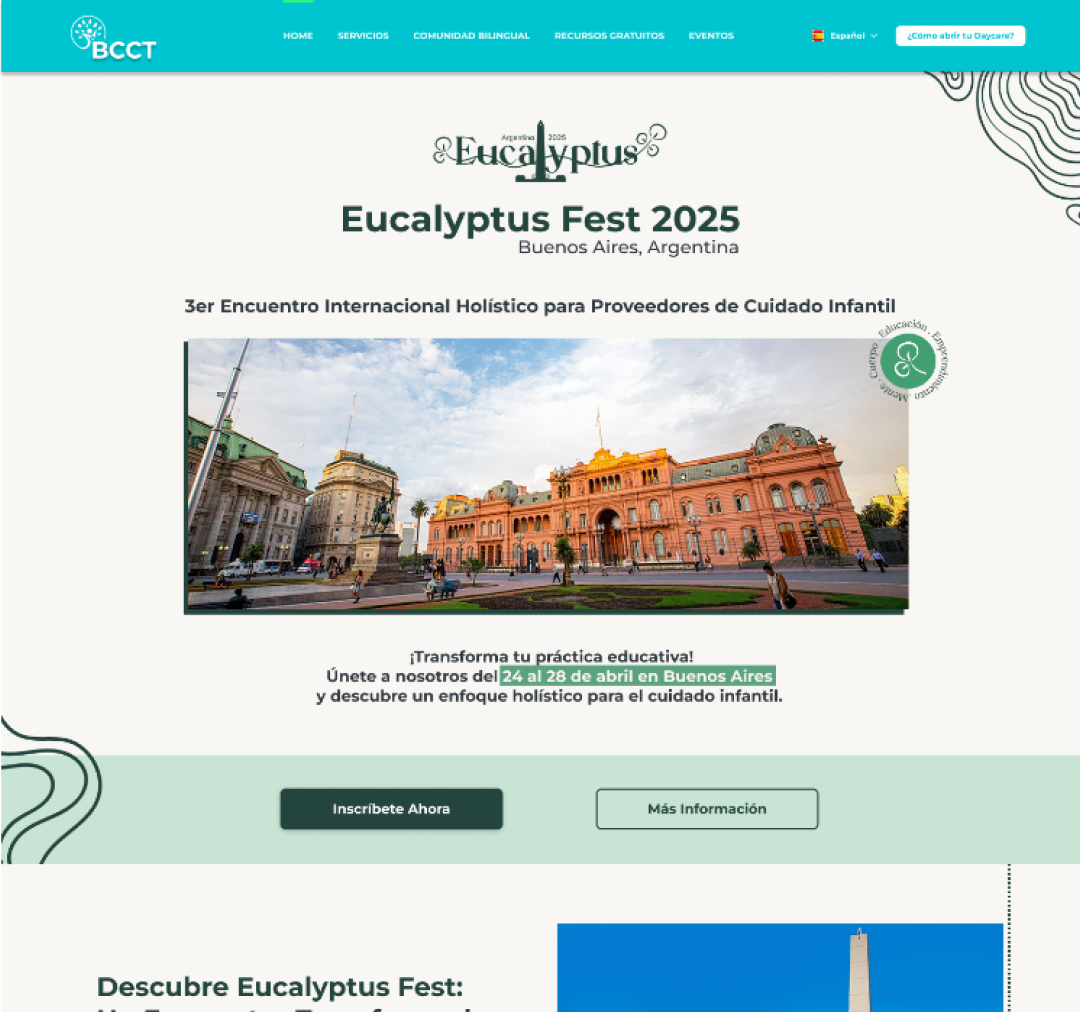 BCCT
HOME SERVICIOS COMUNIDAD BILINGUAL RECURSOS GRATUITOS EVENTOS
Español
¿Cómo abrir tu Daycare?
Argentina 2025
Eucalyptus
Eucalyptus Fest 2025
Buenos Aires, Argentina
3er Encuentro Internacional Holístico para Proveedores de Cuidado Infantil
Cuerpo . Educación . Emprendimiento . Mente .
¡Transforma tu práctica educativa!
Únete a nosotros del 24 al 28 de abril en Buenos Aires
y descubre un enfoque holístico para el cuidado infantil.
Inscríbete Ahora
Más Información
Descubre Eucalyptus Fest: